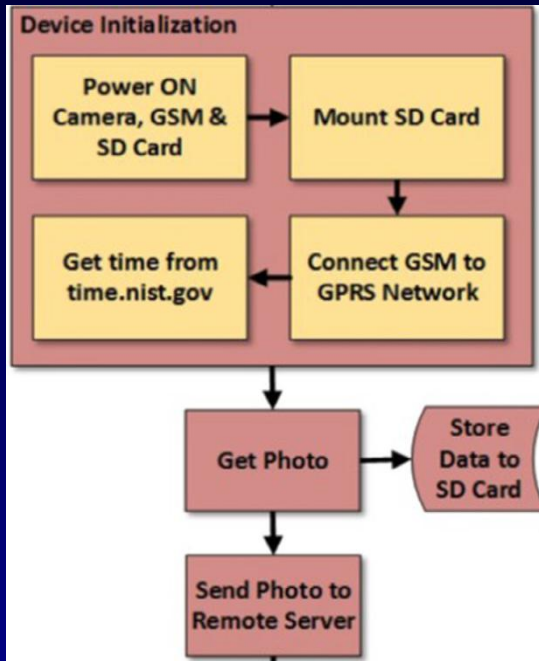 Device Initialization
Power ON
Camera, GSM &
SD Card
Mount SD Card
Connect GSM to
GPRS Network
Get time from
time.nist.gov
Get Photo
Store
Data to
SD Card
Send Photo to
Remote Server